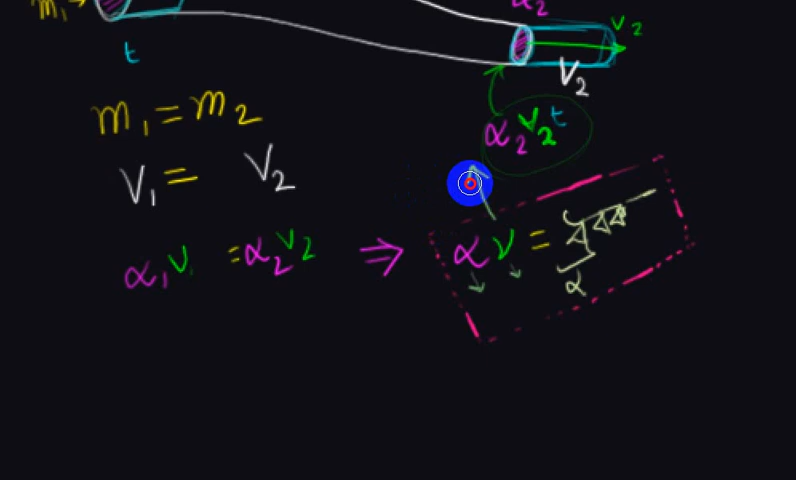 m₁ α₂ v₂
t V₂
α₂v₂t
m₁ = m₂
V₁ = V₂
α₁v₁ = α₂v₂ ⇒ αv =
α